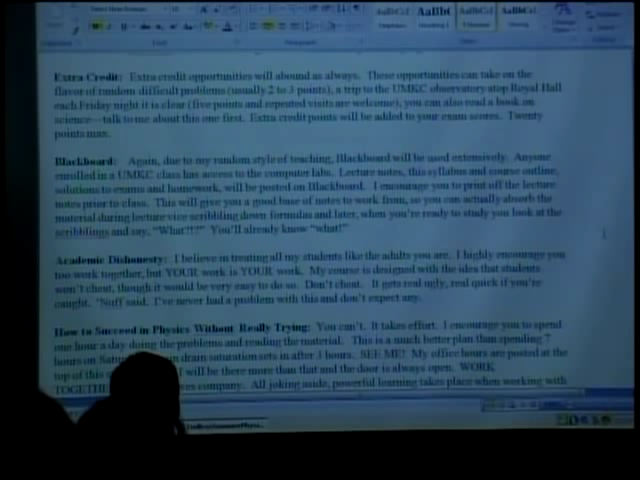 AaBbCcI AaBbC AaBbCcI AaBbCc
Extra Credit: Extra credit opportunities will abound as always. These opportunities can take on the
flavor of random difficult problems (usually 2 to 3 points), a trip to the UMKC observatory atop Royal Hall
each Friday night it is clear (five points and repeated visits are welcome), you can also read a book on
science—talk to me about this one first. Extra credit points will be added to your exam scores. Twenty
points max.
Blackboard: Again, due to my random style of teaching, Blackboard will be used extensively. Anyone
enrolled in a UMKC class has access to the computer labs. Lecture notes, this syllabus and course outline,
solutions to exams and homework, will be posted on Blackboard. I encourage you to print off the lecture
notes prior to class. This will give you a good base of notes to work from, so you can actually absorb the
material during lecture vice scribbling down formulas and later, when you're ready to study you look at the
scribblings and say, "What?!?" You'll already know "what!"
Academic Dishonesty: I believe in treating all my students like the adults you are. I highly encourage you
too work together, but YOUR work is YOUR work. My course is designed with the idea that students
won't cheat, though it would be very easy to do so. Don't cheat. It gets real ugly, real quick if you're
caught. 'Nuff said. I've never had a problem with this and don't expect any.
How to Succeed in Physics Without Really Trying: You can't. It takes effort. I encourage you to spend
one hour a day doing the problems and reading the material. This is a much better plan than spending 7
hours on drain saturation sets in after 3 hours. SEE ME! My office hours are posted at the
top of this will be there more than that and the door is always open. WORK
company. All joking aside, powerful learning takes place when working with